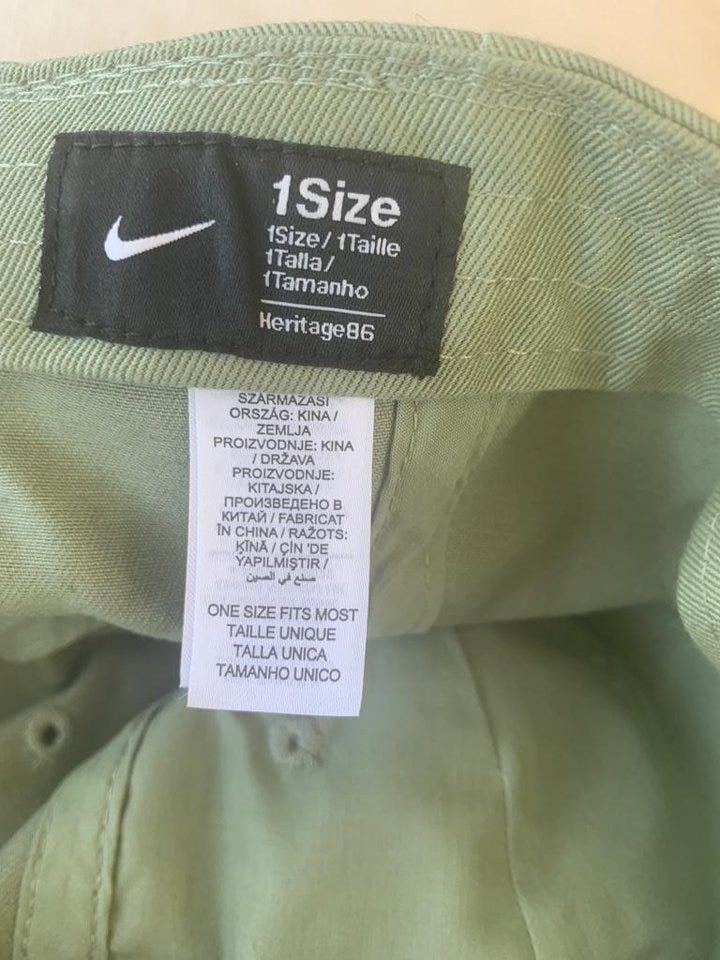 1Size
1Size/ 1Taille
1Talla/
1Tamanho
Heritage86
SZÁRMAZÁSI
ORSZÁG: KINA /
ZEMLJA
PROIZVODNJE: KINA
/ DRŽAVA
PROIZVODNJE:
KITAJSKA /
ПРОИЗВЕДЕНО В
КИТАЙ / FABRICAT
ÎN CHINA / RAŽOTS:
ĶĪNĀ / ÇİN 'DE
YAPILMIŞTIR /
صنع في الصين
ONE SIZE FITS MOST
TAILLE UNIQUE
TALLA UNICA
TAMANHO UNICO